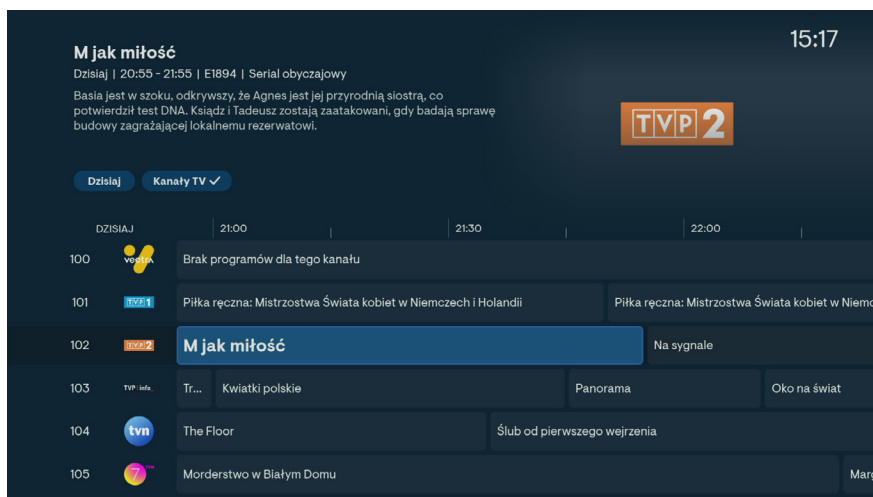 15:17
M jak miłość
Dzisiaj | 20:55 - 21:55 | E1894 | Serial obyczajowy
Basia jest w szoku, odkrywszy, że Agnes jest jej przyrodnią siostrą, co
potwierdził test DNA. Ksiądz i Tadeusz zostają zaatakowani, gdy badają sprawę
budowy zagrażającej lokalnemu rezerwatowi.
TVP 2
Dzisiaj Kanały TV
DZISIAJ 21:00 21:30 22:00
100 vectra Brak programów dla tego kanału
101 TVP 1 Piłka ręczna: Mistrzostwa Świata kobiet w Niemczech i Holandii Piłka ręczna: Mistrzostwa Świata kobiet w Niemc
102 TVP 2 M jak miłość Na sygnale
103 TVP info Tr... Kwiatki polskie Panorama Oko na świat
104 tvn The Floor Ślub od pierwszego wejrzenia
105 7 Morderstwo w Białym Domu Marg